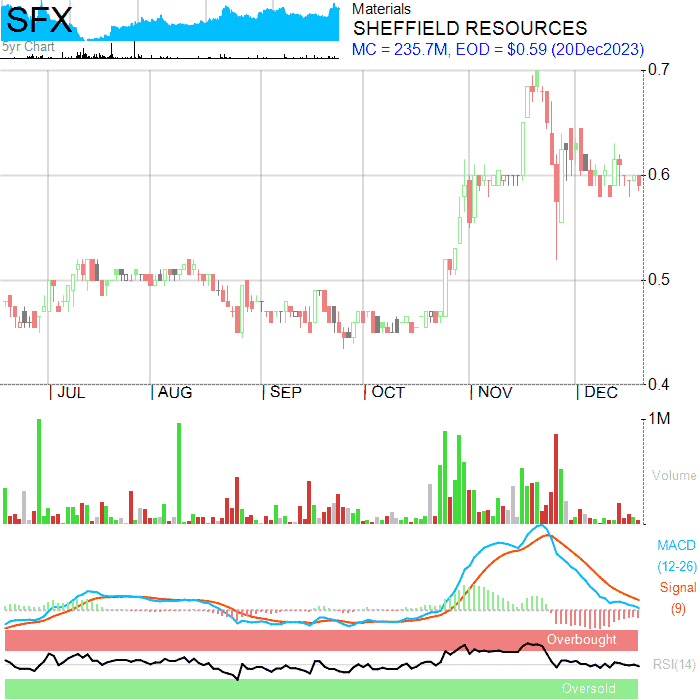 SFX
5yr Chart
Materials
SHEFFIELD RESOURCES
MC = 235.7M, EOD = $0.59 (20Dec2023)
0.7
0.6
0.5
0.4
JUL AUG SEP OCT NOV DEC
1M
Volume
MACD
(12-26)
Signal
(9)
Overbought
RSI(14)
Oversold